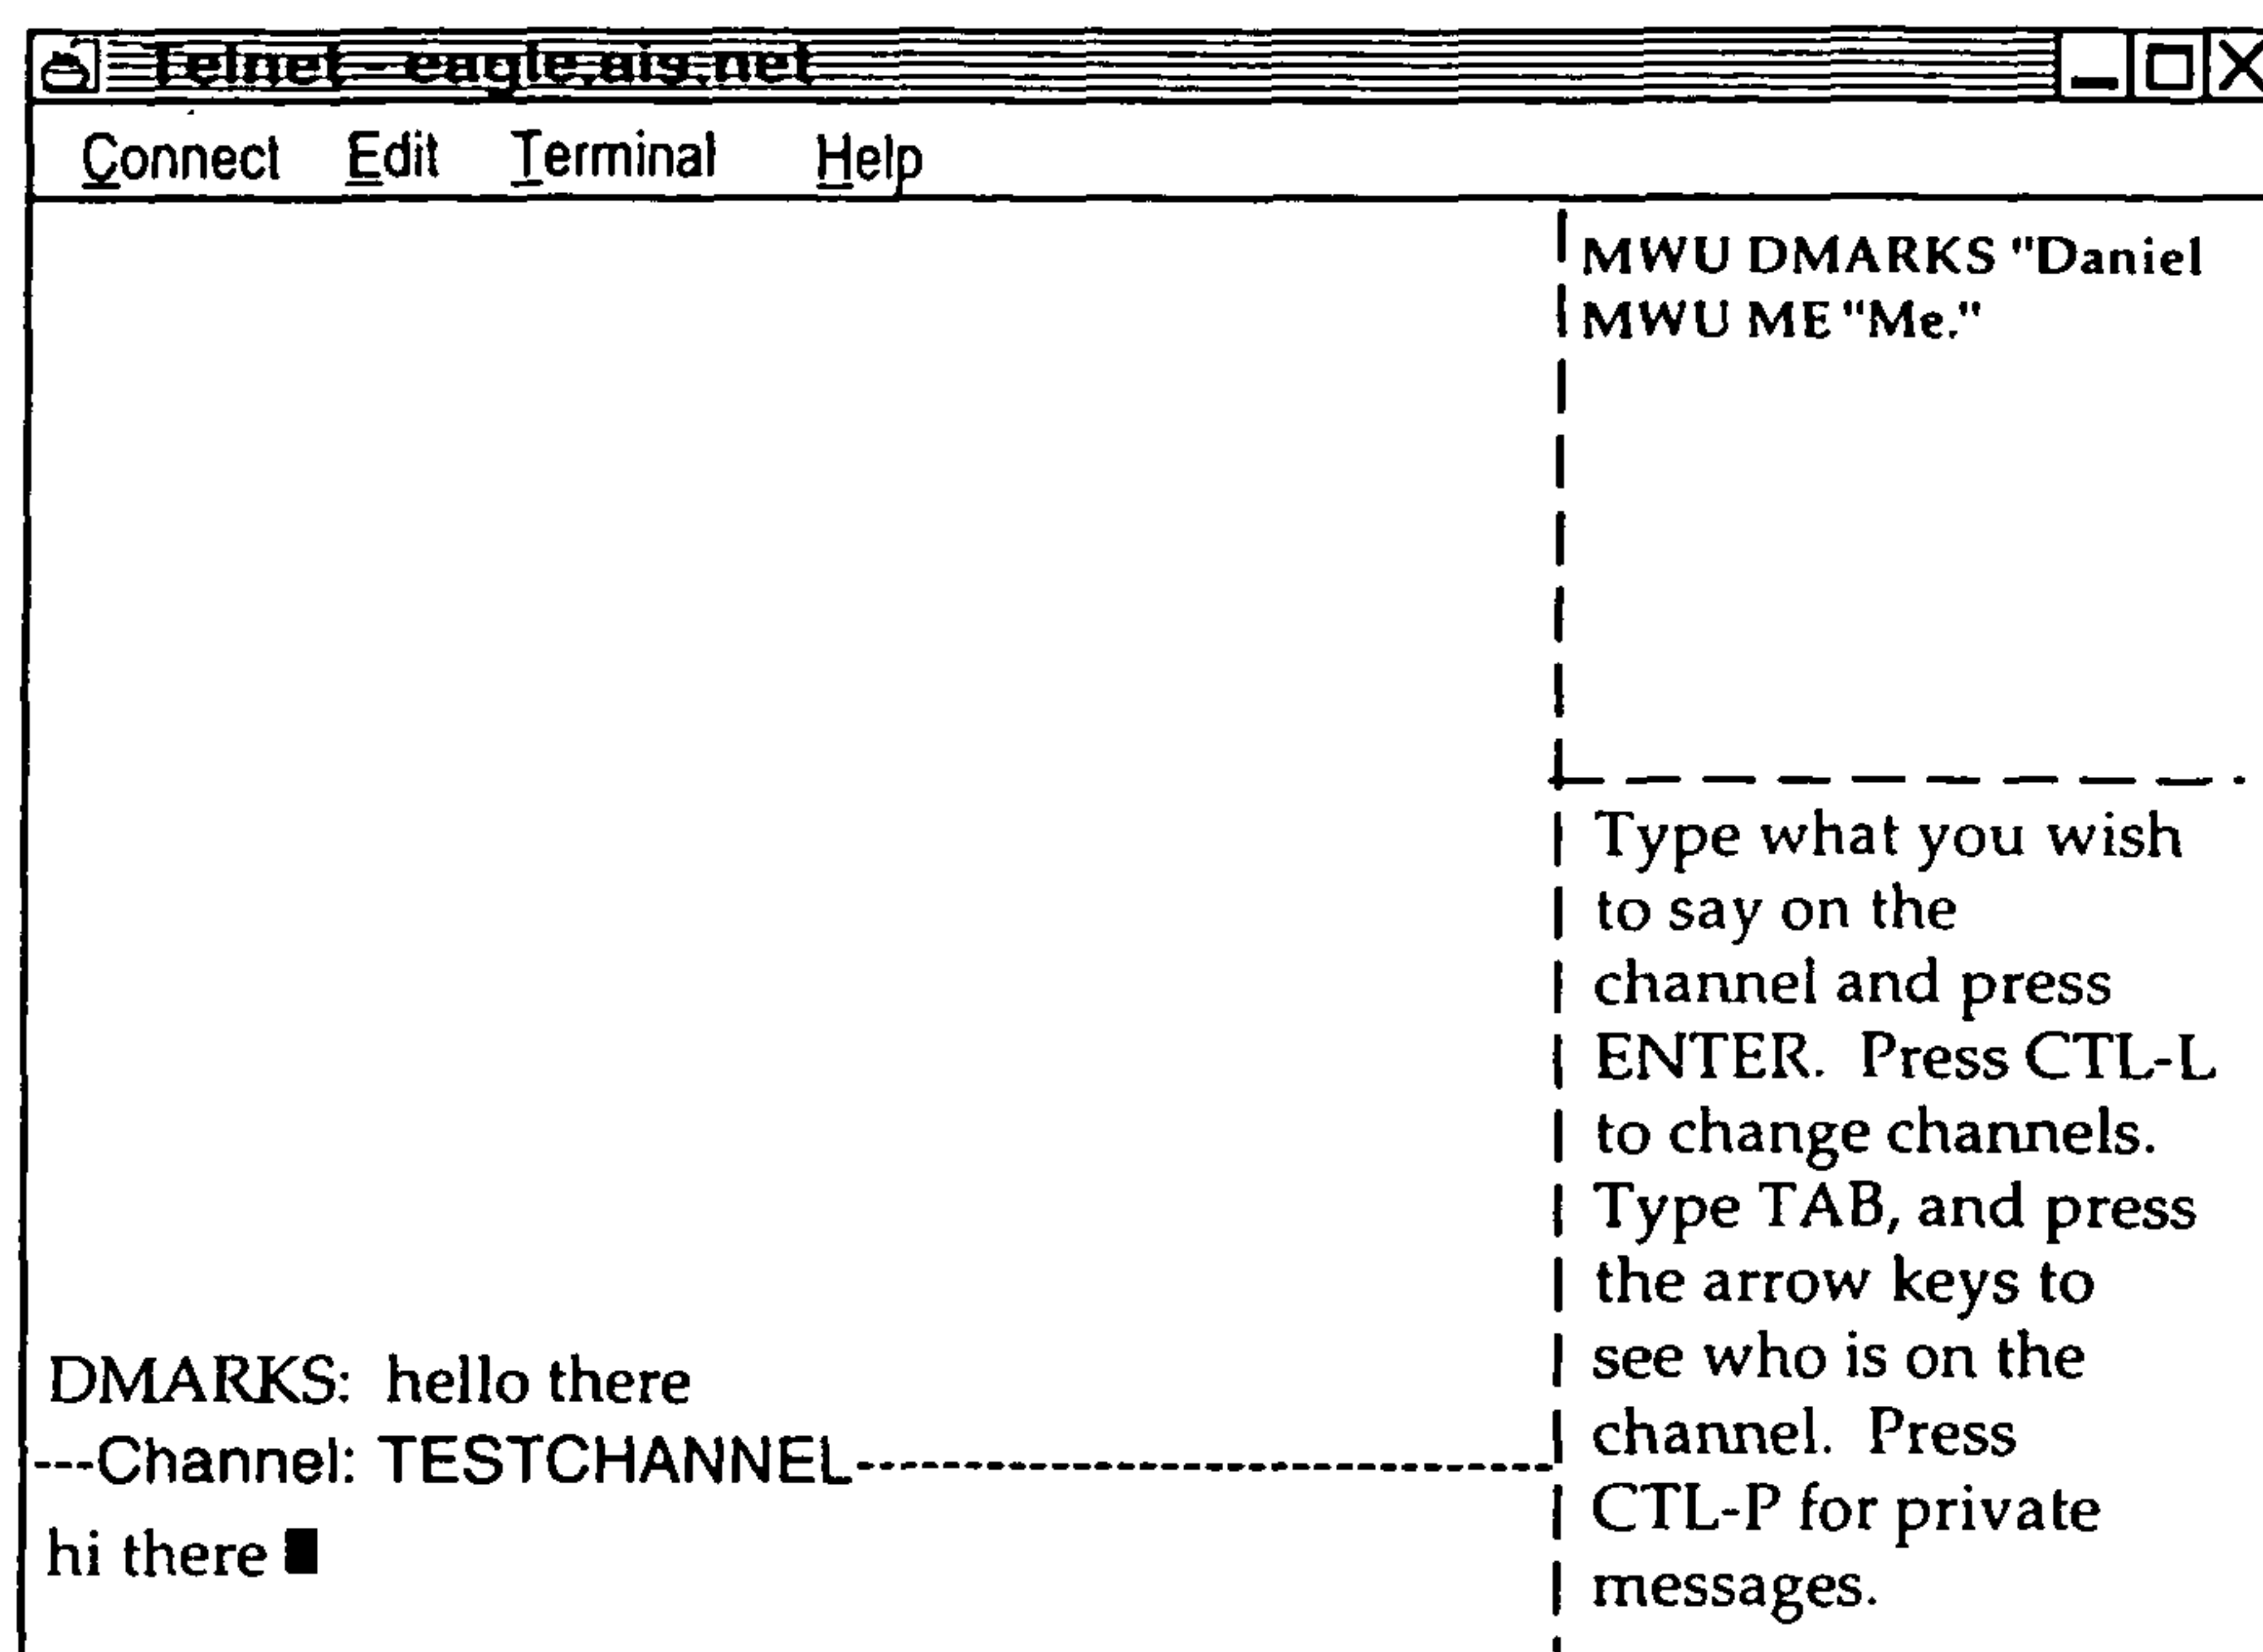 Telnet - eagle.ais.net
Connect Edit Terminal Help
MWU DMARKS "Daniel
MWU ME "Me."
Type what you wish
to say on the
channel and press
ENTER. Press CTL-L
to change channels.
Type TAB, and press
the arrow keys to
see who is on the
channel. Press
CTL-P for private
messages.
DMARKS: hello there
---Channel: TESTCHANNEL------------------------------
hi there